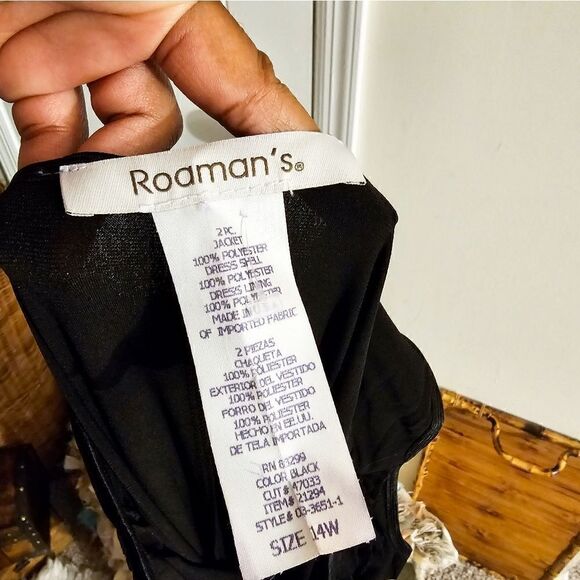 Roaman's®
2 PC.
JACKET
100% POLYESTER
DRESS SHELL
100% POLYESTER
DRESS LINING
100% POLYESTER
MADE IN
OF IMPORTED FABRIC
2 PIEZAS
CHAQUETA
100% POLIESTER
EXTERIOR DEL VESTIDO
100% POLIESTER
FORRO DEL VESTIDO
100% POLIESTER
HECHO EN EE.UU.
DE TELA IMPORTADA
RN 83299
COLOR BLACK
CUT# 47033
ITEM# 21294
STYLE# 03-3651-1
SIZE 14W